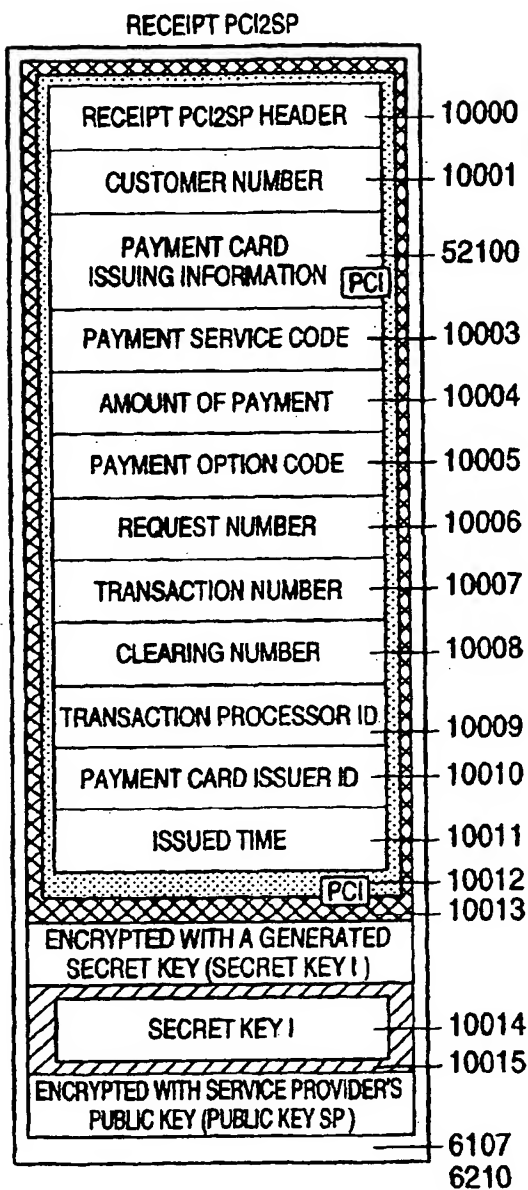 RECEIPT PCI2SP
RECEIPT PCI2SP HEADER
10000
CUSTOMER NUMBER
10001
PAYMENT CARD
ISSUING INFORMATION
PCI
52100
PAYMENT SERVICE CODE
10003
AMOUNT OF PAYMENT
10004
PAYMENT OPTION CODE
10005
REQUEST NUMBER
10006
TRANSACTION NUMBER
10007
CLEARING NUMBER
10008
TRANSACTION PROCESSOR ID
10009
PAYMENT CARD ISSUER ID
10010
ISSUED TIME
10011
PCI
10012
10013
ENCRYPTED WITH A GENERATED
SECRET KEY (SECRET KEY I)
SECRET KEY I
10014
10015
ENCRYPTED WITH SERVICE PROVIDER'S
PUBLIC KEY (PUBLIC KEY SP)
6107
6210